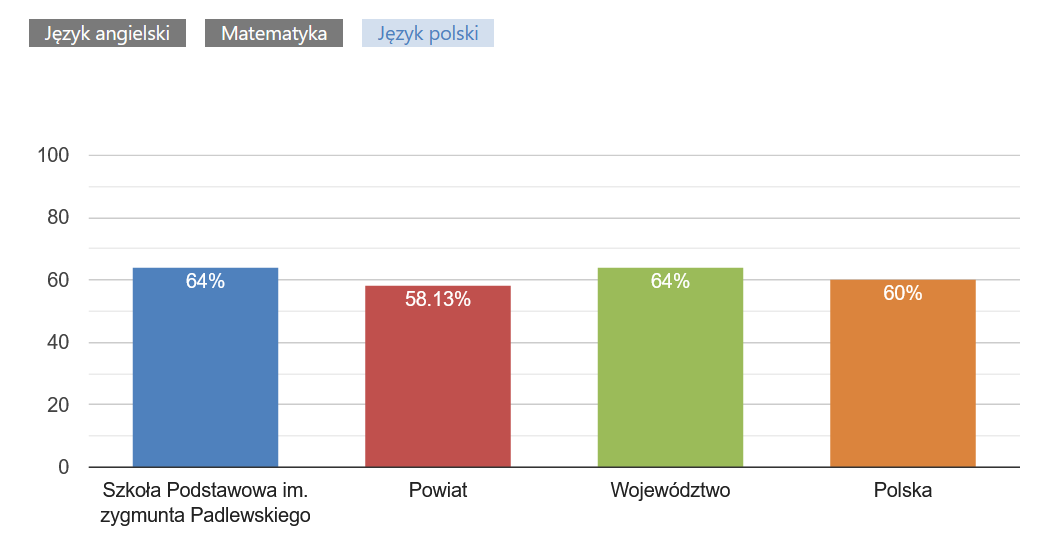 Język angielski Matematyka Język polski
100
80
60
40
20
0
64% 58.13% 64% 60%
Szkoła Podstawowa im. Powiat Województwo Polska
zygmunta Padlewskiego